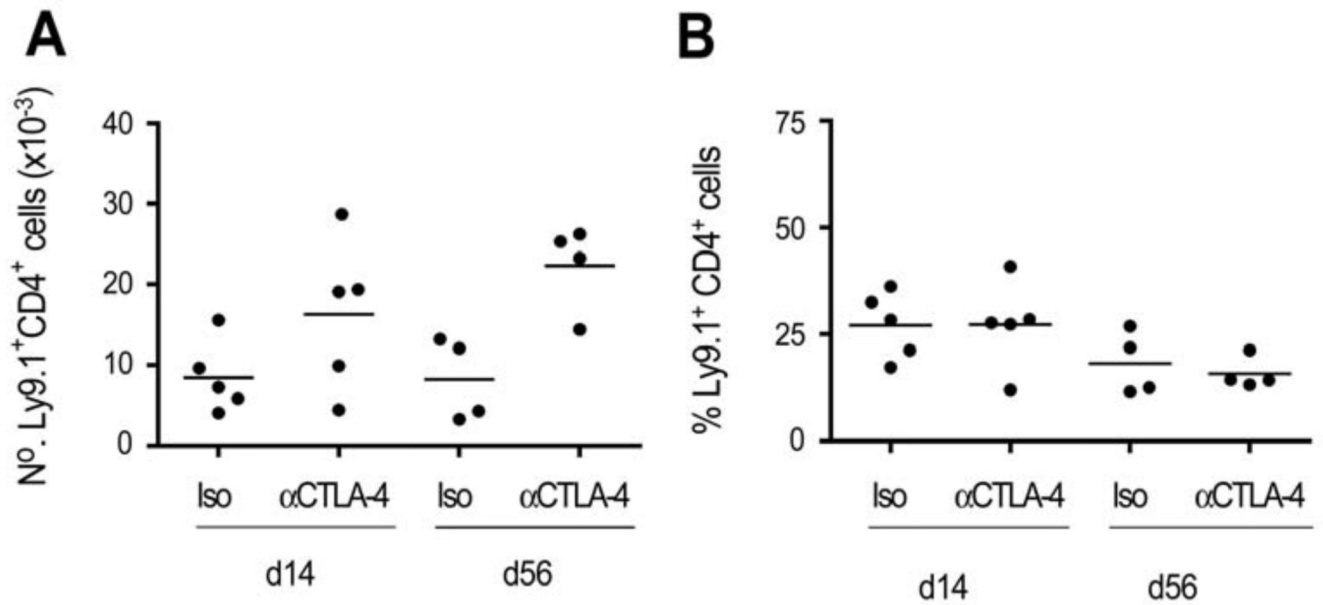 A
Nº. Ly9.1⁺CD4⁺ cells (x10⁻³)
40
30
20
10
0
Iso αCTLA-4 Iso αCTLA-4
d14 d56
B
% Ly9.1⁺ CD4⁺ cells
75
50
25
0
Iso αCTLA-4 Iso αCTLA-4
d14 d56